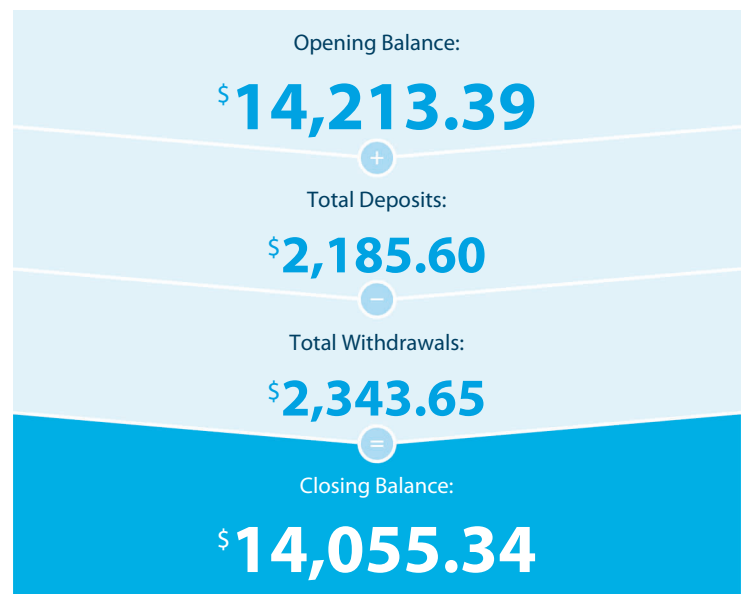 Opening Balance:
$14,213.39
+
Total Deposits:
$2,185.60
−
Total Withdrawals:
$2,343.65
=
Closing Balance:
$14,055.34